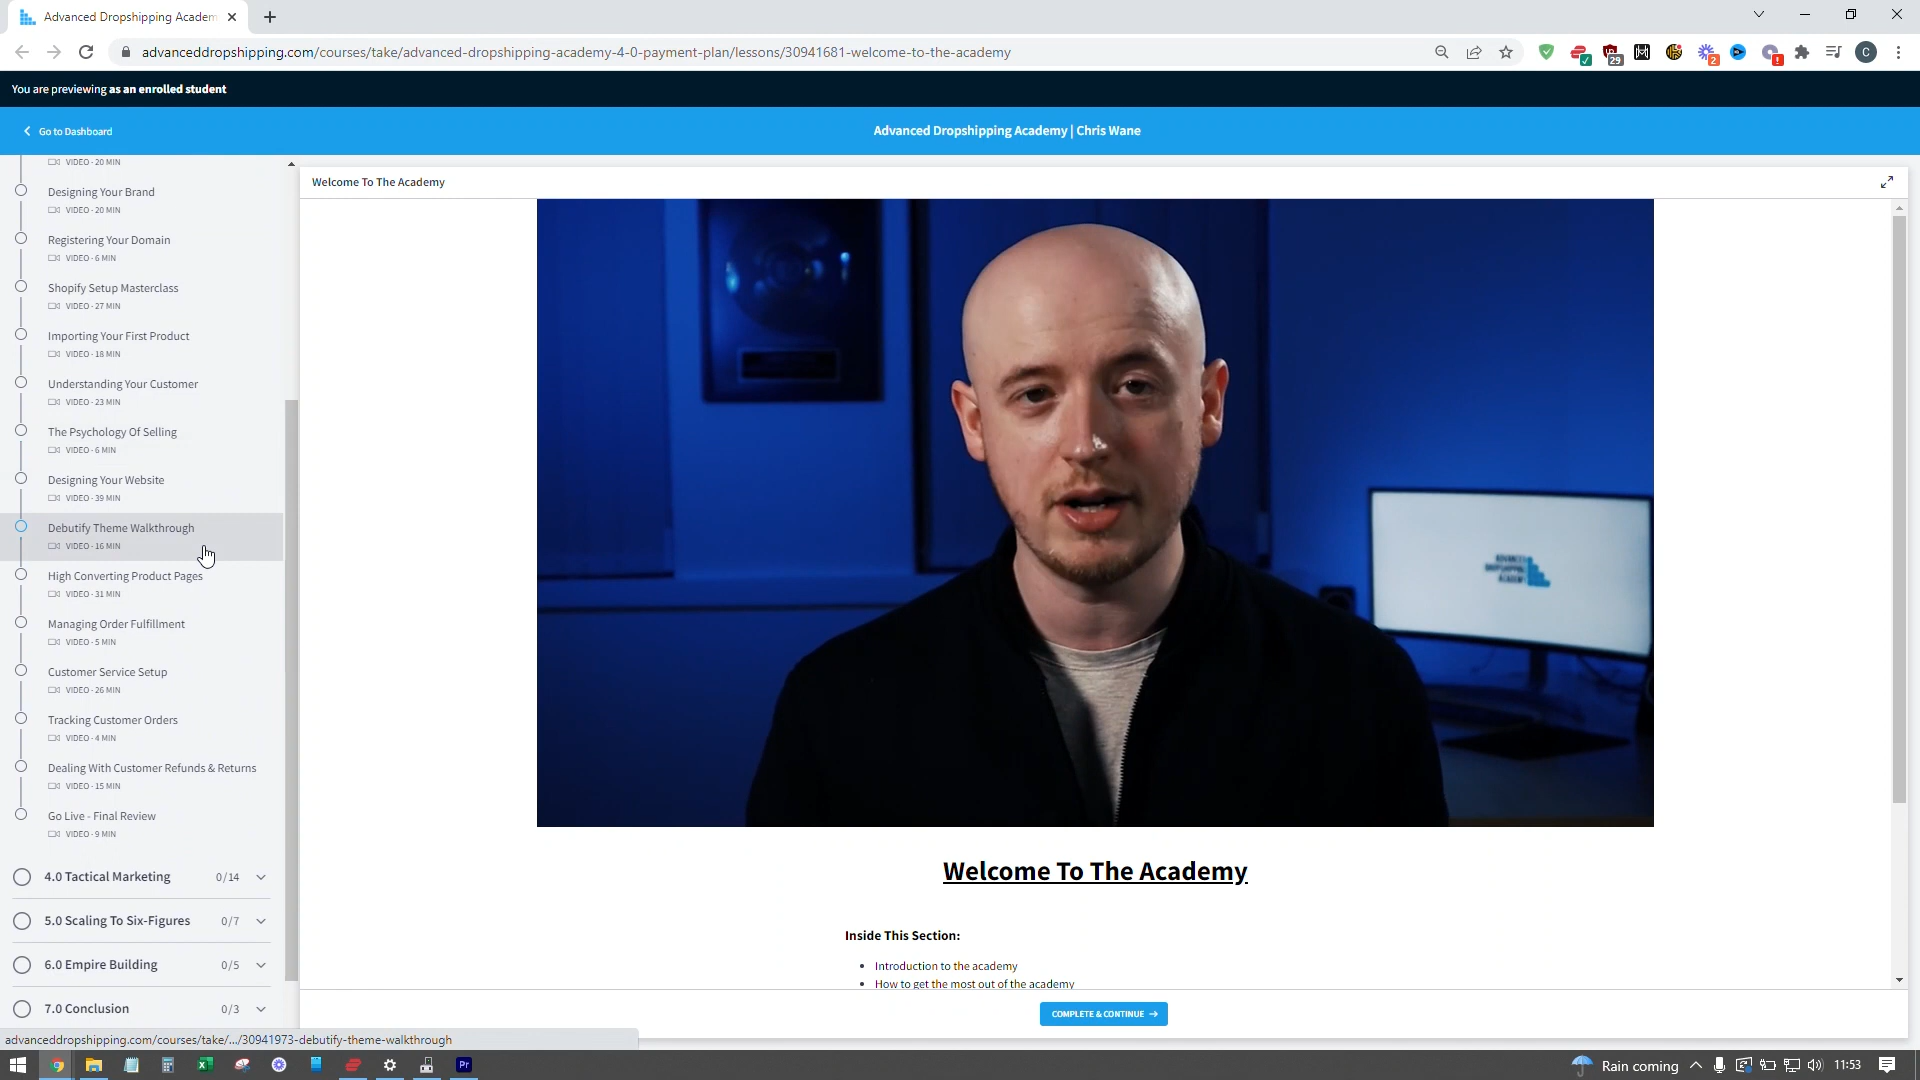 Advanced Dropshipping Academ
advanceddropshipping.com/courses/take/advanced-dropshipping-academy-4-0-payment-plan/lessons/30941681-welcome-to-the-academy
29
2
C
You are previewing as an enrolled student
Go to Dashboard
Advanced Dropshipping Academy | Chris Wane
VIDEO - 20 MIN
Designing Your Brand
VIDEO - 20 MIN
Registering Your Domain
VIDEO - 6 MIN
Shopify Setup Masterclass
VIDEO - 27 MIN
Importing Your First Product
VIDEO - 18 MIN
Understanding Your Customer
VIDEO - 23 MIN
The Psychology Of Selling
VIDEO - 6 MIN
Designing Your Website
VIDEO - 39 MIN
Debutify Theme Walkthrough
VIDEO - 16 MIN
High Converting Product Pages
VIDEO - 31 MIN
Managing Order Fulfillment
VIDEO - 5 MIN
Customer Service Setup
VIDEO - 26 MIN
Tracking Customer Orders
VIDEO - 4 MIN
Dealing With Customer Refunds & Returns
VIDEO - 15 MIN
Go Live - Final Review
VIDEO - 9 MIN
4.0 Tactical Marketing 0/14
5.0 Scaling To Six-Figures 0/7
6.0 Empire Building 0/5
7.0 Conclusion 0/3
Welcome To The Academy
ADVANCED
DROPSHIPPING
ACADEMY
Welcome To The Academy
Inside This Section:
• Introduction to the academy
• How to get the most out of the academy
COMPLETE & CONTINUE →
advanceddropshipping.com/courses/take/.../30941973-debutify-theme-walkthrough
Pr
Rain coming
11:53